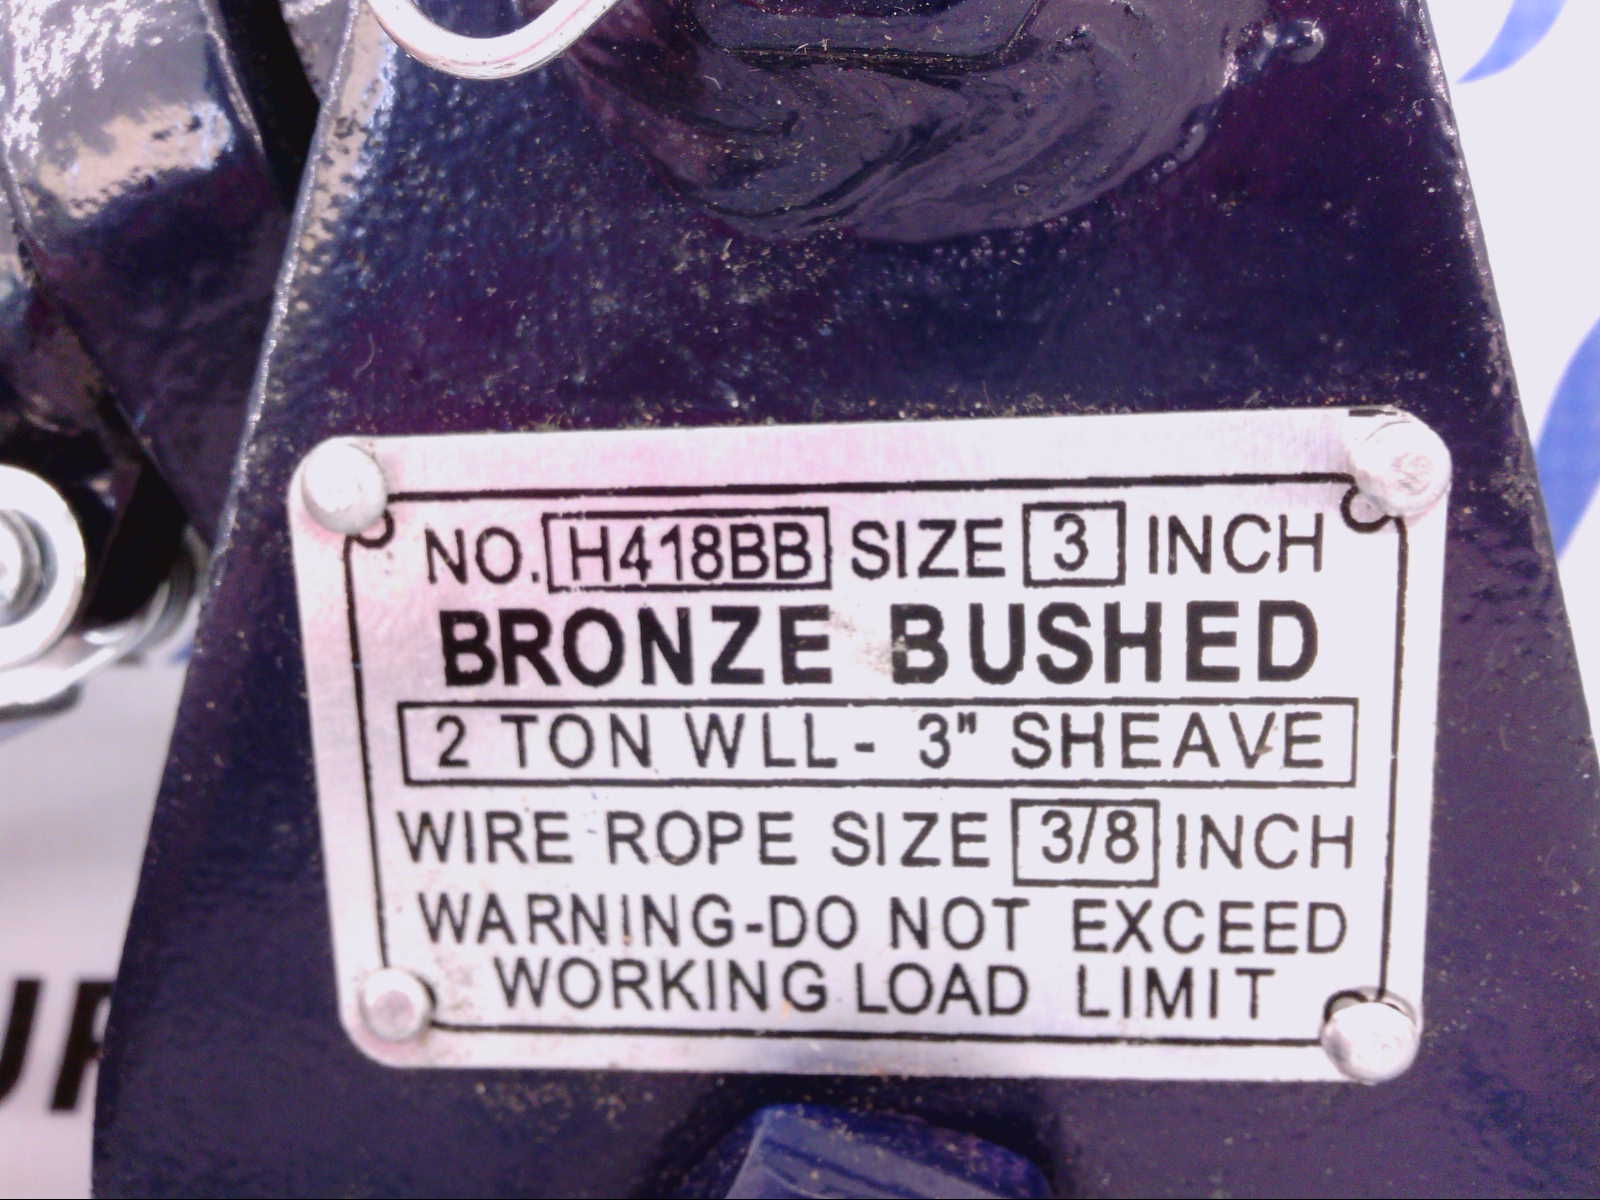 NO. H418BB SIZE 3 INCH
BRONZE BUSHED
2 TON WLL- 3" SHEAVE
WIRE ROPE SIZE 3/8 INCH
WARNING-DO NOT EXCEED
WORKING LOAD LIMIT